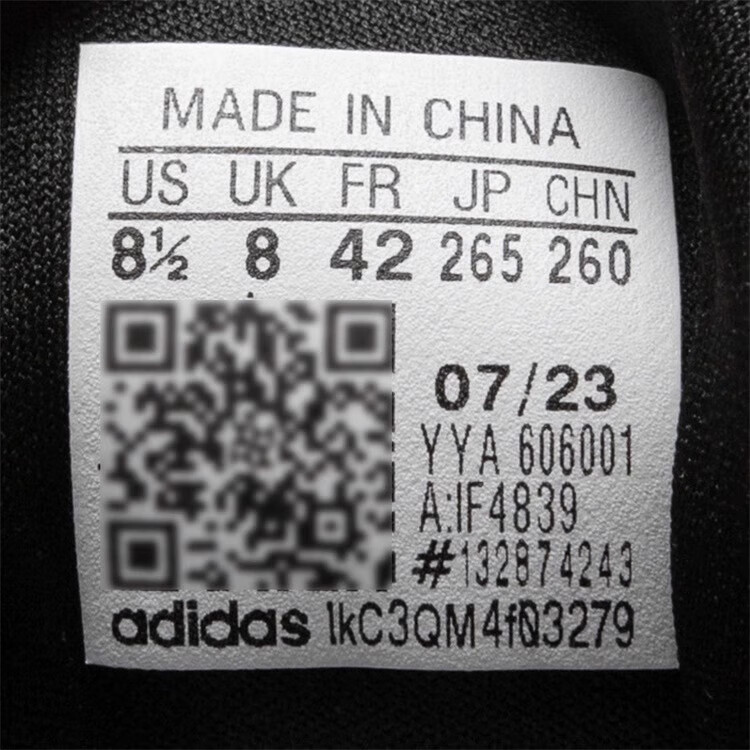 MADE IN CHINA
US UK FR JP CHN
8½ 8 42 265 260
07/23
YYA 606001
A:IF4839
#132874243
adidas 1kC3QM4f03279